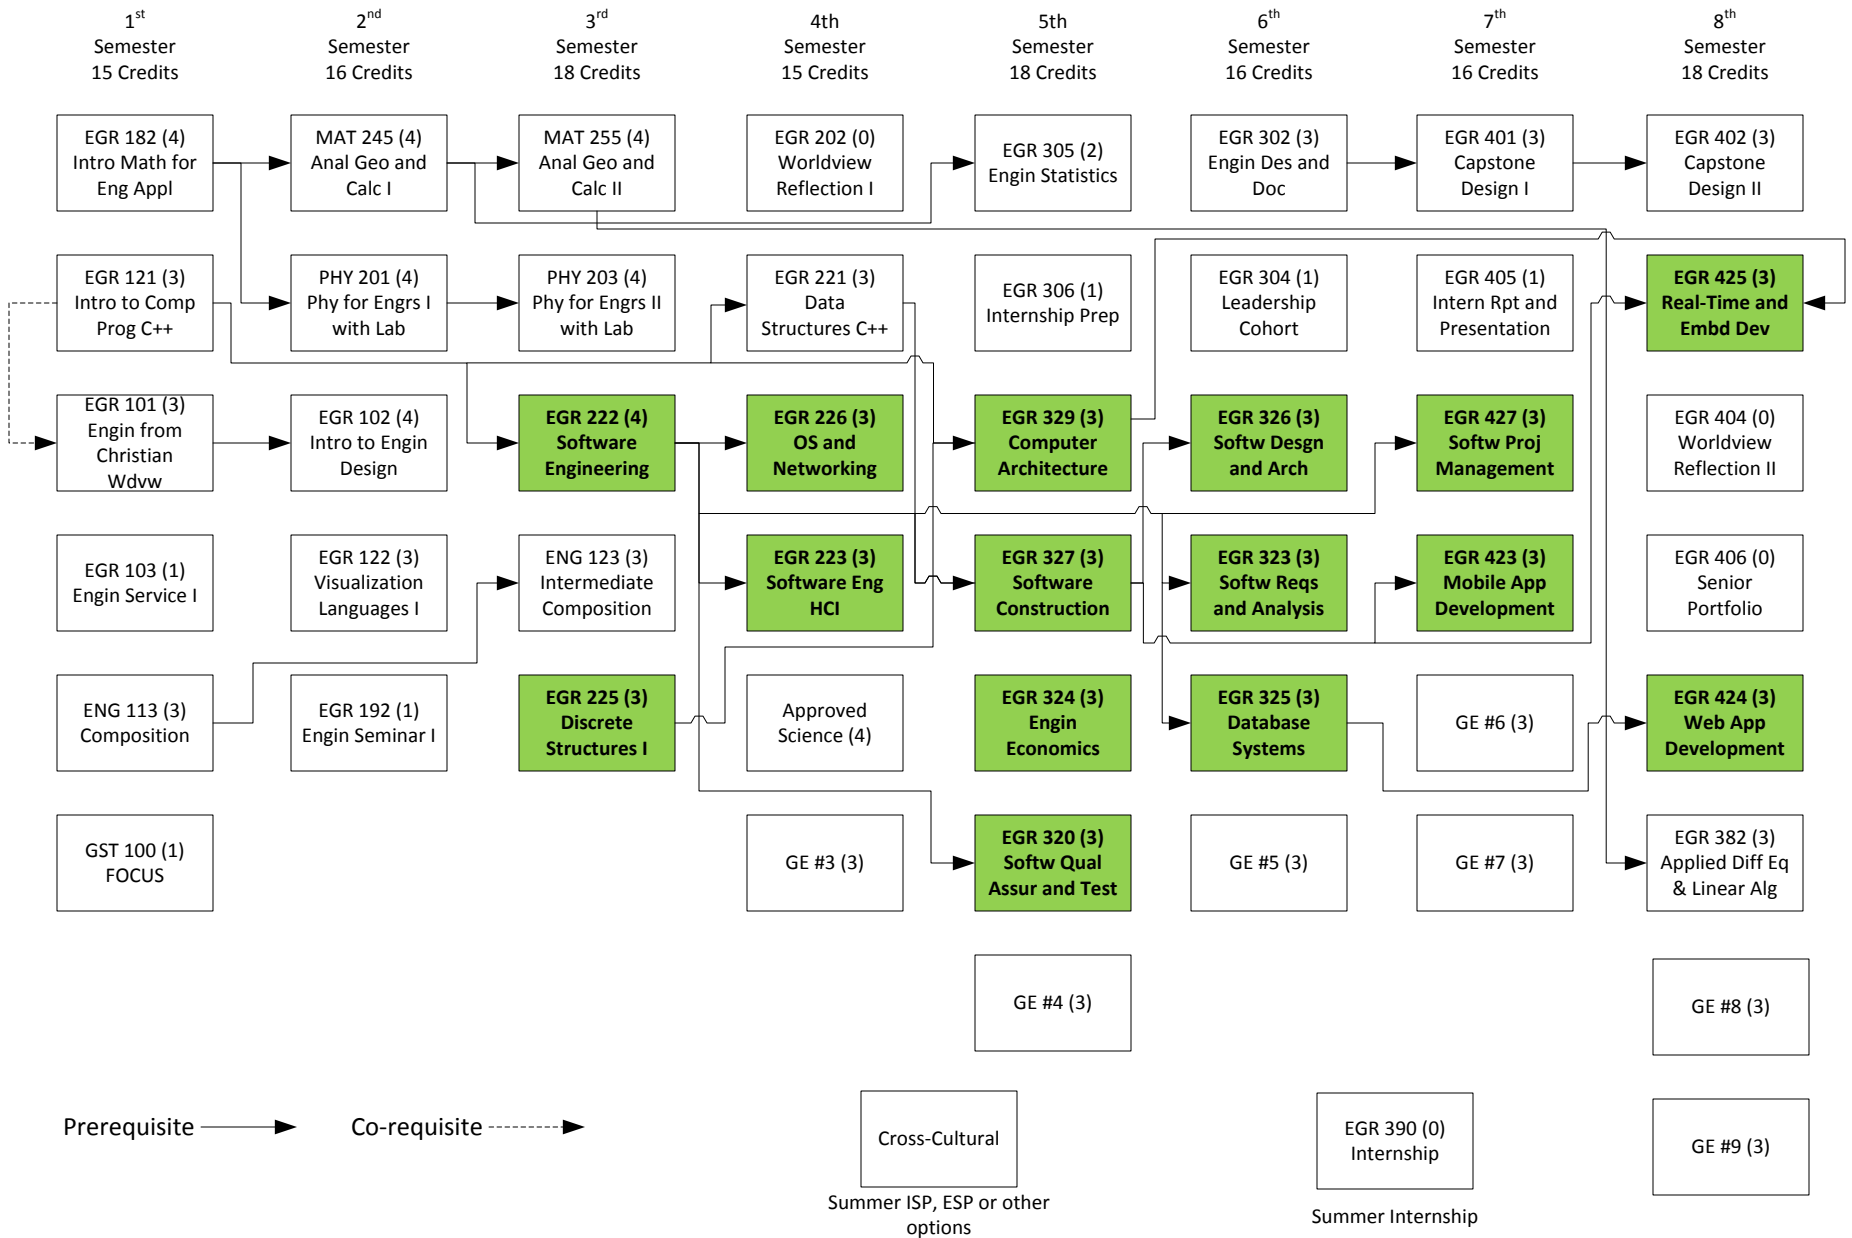 1st
Semester
15 Credits
2nd
Semester
16 Credits
3rd
Semester
18 Credits
4th
Semester
15 Credits
5th
Semester
18 Credits
6th
Semester
16 Credits
7th
Semester
16 Credits
8th
Semester
18 Credits
EGR 182 (4)
Intro Math for
Eng Appl
MAT 245 (4)
Anal Geo and
Calc I
MAT 255 (4)
Anal Geo and
Calc II
EGR 202 (0)
Worldview
Reflection I
EGR 305 (2)
Engin Statistics
EGR 302 (3)
Engin Des and
Doc
EGR 401 (3)
Capstone
Design I
EGR 402 (3)
Capstone
Design II
EGR 121 (3)
Intro to Comp
Prog C++
PHY 201 (4)
Phy for Engrs I
with Lab
PHY 203 (4)
Phy for Engrs II
with Lab
EGR 221 (3)
Data
Structures C++
EGR 306 (1)
Internship Prep
EGR 304 (1)
Leadership
Cohort
EGR 405 (1)
Intern Rpt and
Presentation
EGR 425 (3)
Real-Time and
Embd Dev
EGR 101 (3)
Engin from
Christian
Wdvw
EGR 102 (4)
Intro to Engin
Design
EGR 222 (4)
Software
Engineering
EGR 226 (3)
OS and
Networking
EGR 329 (3)
Computer
Architecture
EGR 326 (3)
Softw Desgn
and Arch
EGR 427 (3)
Softw Proj
Management
EGR 404 (0)
Worldview
Reflection II
EGR 103 (1)
Engin Service I
EGR 122 (3)
Visualization
Languages I
ENG 123 (3)
Intermediate
Composition
EGR 223 (3)
Software Eng
HCI
EGR 327 (3)
Software
Construction
EGR 323 (3)
Softw Reqs
and Analysis
EGR 423 (3)
Mobile App
Development
EGR 406 (0)
Senior
Portfolio
ENG 113 (3)
Composition
EGR 192 (1)
Engin Seminar I
EGR 225 (3)
Discrete
Structures I
Approved
Science (4)
EGR 324 (3)
Engin
Economics
EGR 325 (3)
Database
Systems
GE #6 (3)
EGR 424 (3)
Web App
Development
GST 100 (1)
FOCUS
GE #3 (3)
EGR 320 (3)
Softw Qual
Assur and Test
GE #5 (3)
GE #7 (3)
EGR 382 (3)
Applied Diff Eq
& Linear Alg
GE #4 (3)
GE #8 (3)
Prerequisite
Co-requisite
Cross-Cultural
Summer ISP, ESP or other
options
EGR 390 (0)
Internship
Summer Internship
GE #9 (3)